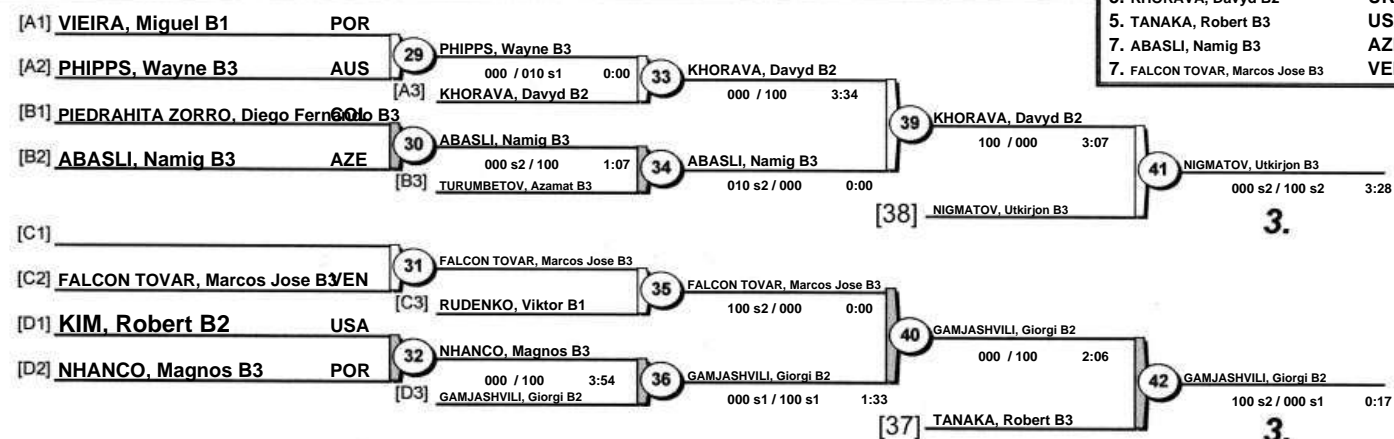 3. KHORAVA, Davyd B2
5. TANAKA, Robert B3 US
7. ABASLI, Namig B3 AZE
7. FALCON TOVAR, Marcos Jose B3 VEN
[A1] VIEIRA, Miguel B1 POR
29 PHIPPS, Wayne B3
[A2] PHIPPS, Wayne B3 AUS
000 / 010 s1 0:00
33 KHORAVA, Davyd B2
[A3] KHORAVA, Davyd B2
000 / 100 3:34
[B1] PIEDRAHITA ZORRO, Diego Fernando B3 COL
39 KHORAVA, Davyd B2
30 ABASLI, Namig B3
100 / 000 3:07
[B2] ABASLI, Namig B3 AZE
000 s2 / 100 1:07
34 ABASLI, Namig B3
41 NIGMATOV, Utkirjon B3
[B3] TURUMBETOV, Azamat B3
010 s2 / 000 0:00
000 s2 / 100 s2 3:28
[38] NIGMATOV, Utkirjon B3
3.
[C1]
31 FALCON TOVAR, Marcos Jose B3
[C2] FALCON TOVAR, Marcos Jose B3 VEN
35 FALCON TOVAR, Marcos Jose B3
[C3] RUDENKO, Viktor B1
100 s2 / 000 0:00
[D1] KIM, Robert B2 USA
40 GAMJASHVILI, Giorgi B2
32 NHANCO, Magnos B3
000 / 100 2:06
[D2] NHANCO, Magnos B3 POR
000 / 100 3:54
36 GAMJASHVILI, Giorgi B2
42 GAMJASHVILI, Giorgi B2
[D3] GAMJASHVILI, Giorgi B2
000 s1 / 100 s1 1:33
100 s2 / 000 s1 0:17
[37] TANAKA, Robert B3
3.